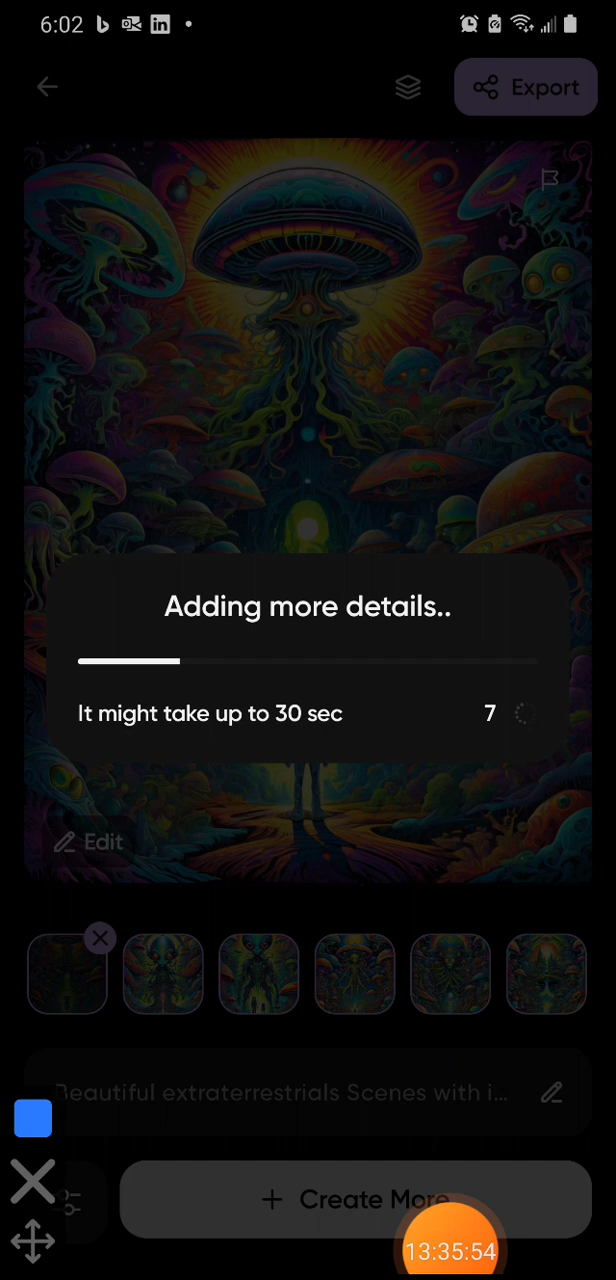 6:02
Export
Adding more details..
It might take up to 30 sec 7
Edit
Beautiful extraterrestrials Scenes with i...
+ Create More
13:35:54